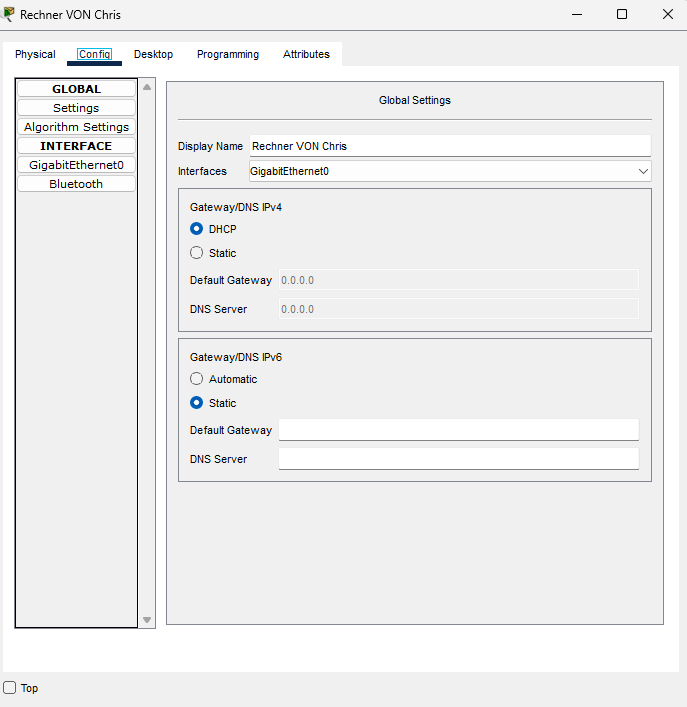 Rechner VON Chris
Physical Config Desktop Programming Attributes
GLOBAL
Settings
Algorithm Settings
INTERFACE
GigabitEthernet0
Bluetooth
Global Settings
Display Name Rechner VON Chris
Interfaces GigabitEthernet0
Gateway/DNS IPv4
DHCP
Static
Default Gateway 0.0.0.0
DNS Server 0.0.0.0
Gateway/DNS IPv6
Automatic
Static
Default Gateway
DNS Server
Top